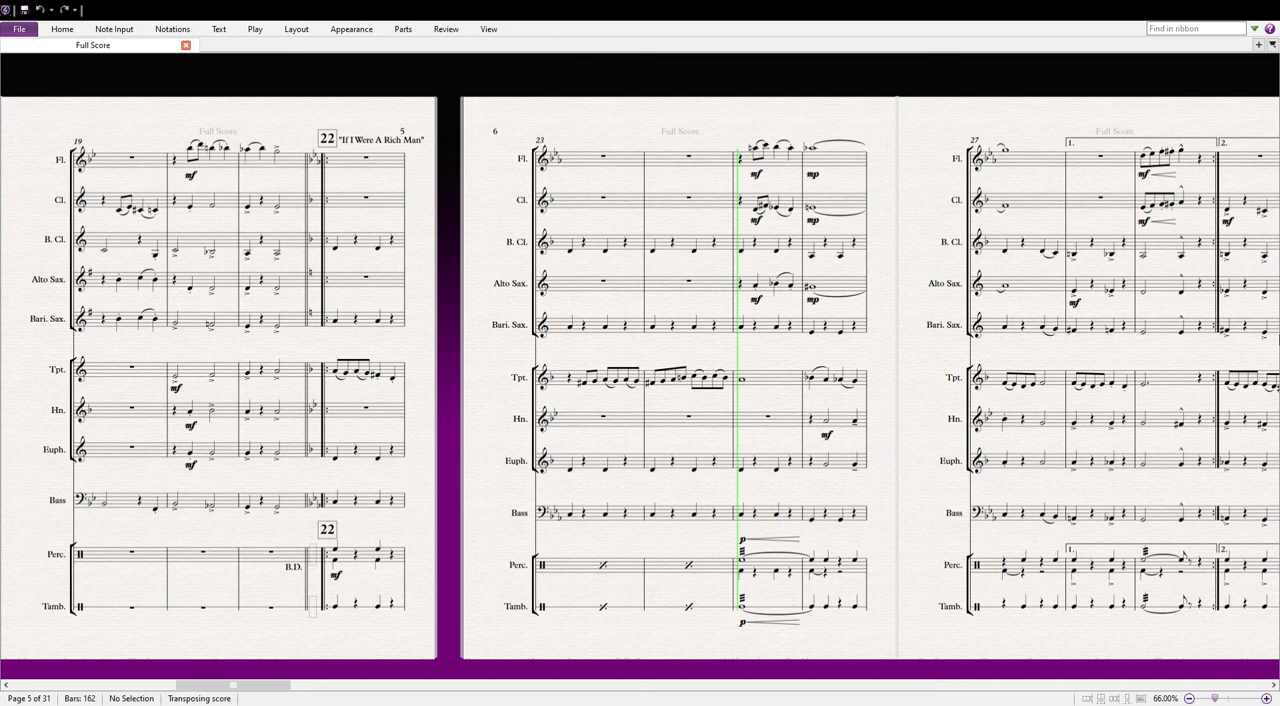 File Home Note Input Notations Text Play Layout Appearance Parts Review View Find in ribbon
Full Score
Full Score 5
19 22 "If I Were A Rich Man"
Fl.
mf
Cl.
B. Cl.
Alto Sax.
Bari. Sax.
Tpt.
mf
Hn.
mf
Euph.
mf
Bass
22
Perc.
B.D. mf
Tamb.
6 Full Score
23
Fl.
mf mp
Cl.
mf mp
B. Cl.
Alto Sax.
mf mp
Bari. Sax.
Tpt.
Hn.
mf
Euph.
Bass
p
Perc.
Tamb.
p
Full Score
27 1. 2.
Fl.
mf
Cl.
mf mf
B. Cl.
Alto Sax.
mf
Bari. Sax.
Tpt.
Hn.
Euph.
Bass
1. 2.
Perc.
Tamb.
Page 5 of 31 Bars: 162 No Selection Transposing score 66.00%